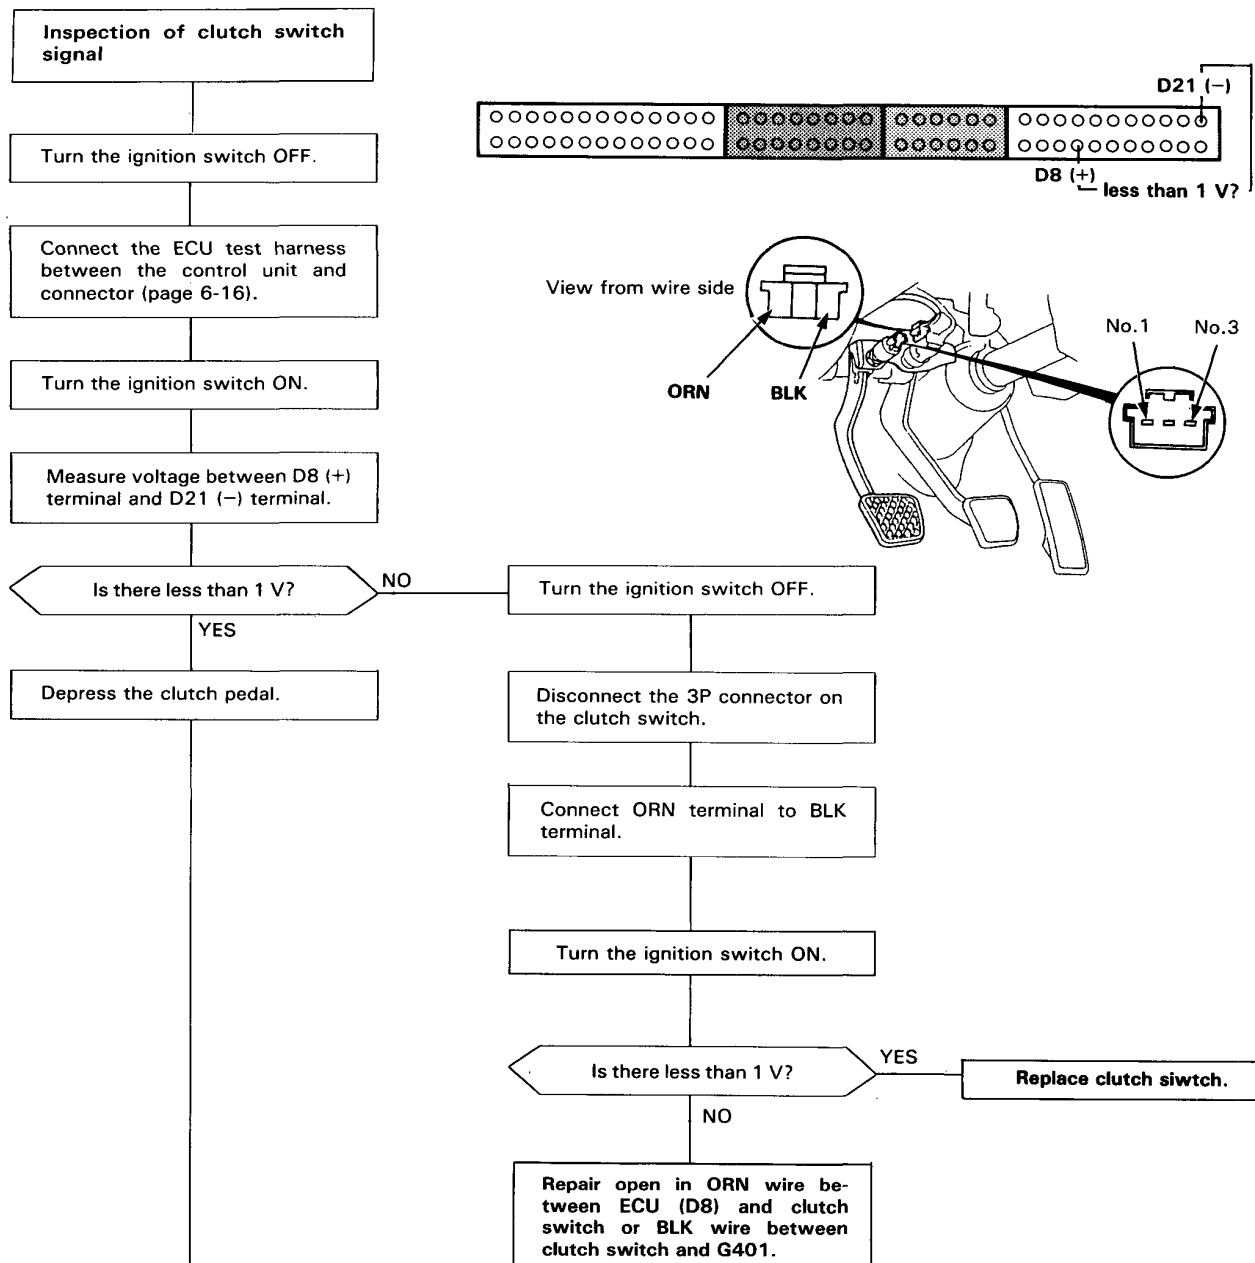 Inspection of clutch switch
signal
Turn the ignition switch OFF.
Connect the ECU test harness
between the control unit and
connector (page 6-16).
Turn the ignition switch ON.
Measure voltage between D8 (+)
terminal and D21 (−) terminal.
Is there less than 1 V?
NO
YES
Depress the clutch pedal.
D21 (−)
D8 (+)
less than 1 V?
View from wire side
ORN
BLK
No.1
No.3
Turn the ignition switch OFF.
Disconnect the 3P connector on
the clutch switch.
Connect ORN terminal to BLK
terminal.
Turn the ignition switch ON.
Is there less than 1 V?
YES
Replace clutch siwtch.
NO
Repair open in ORN wire be-
tween ECU (D8) and clutch
switch or BLK wire between
clutch switch and G401.